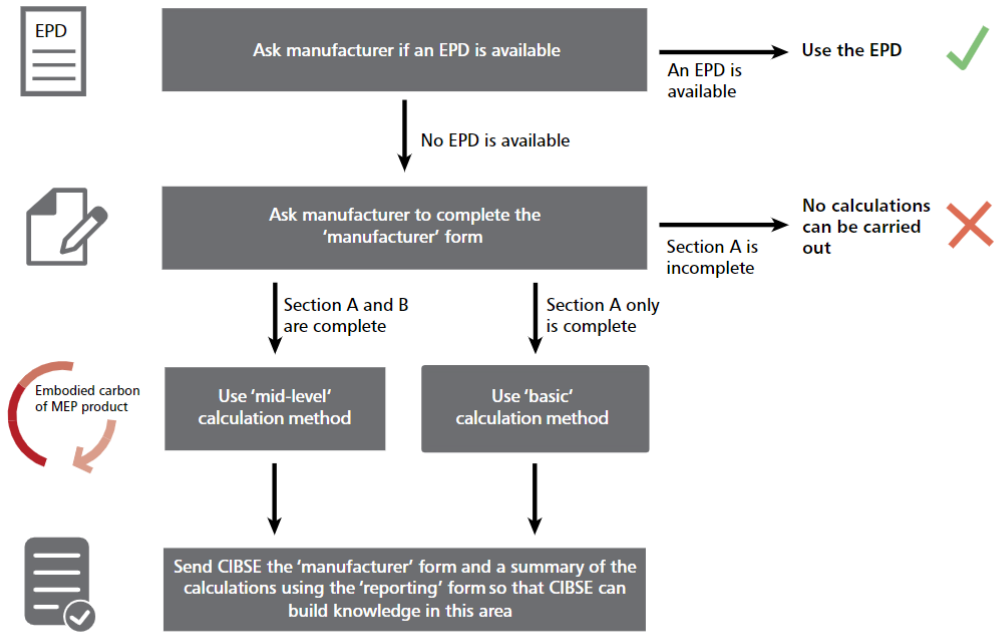 EPD
Ask manufacturer if an EPD is available
Use the EPD
An EPD is
available
No EPD is available
Ask manufacturer to complete the
‘manufacturer’ form
No calculations
can be carried
out
Section A is
incomplete
Section A and B
are complete
Section A only
is complete
Embodied carbon
of MEP product
Use ‘mid-level’
calculation method
Use ‘basic’
calculation method
Send CIBSE the ‘manufacturer’ form and a summary of the
calculations using the ‘reporting’ form so that CIBSE can
build knowledge in this area